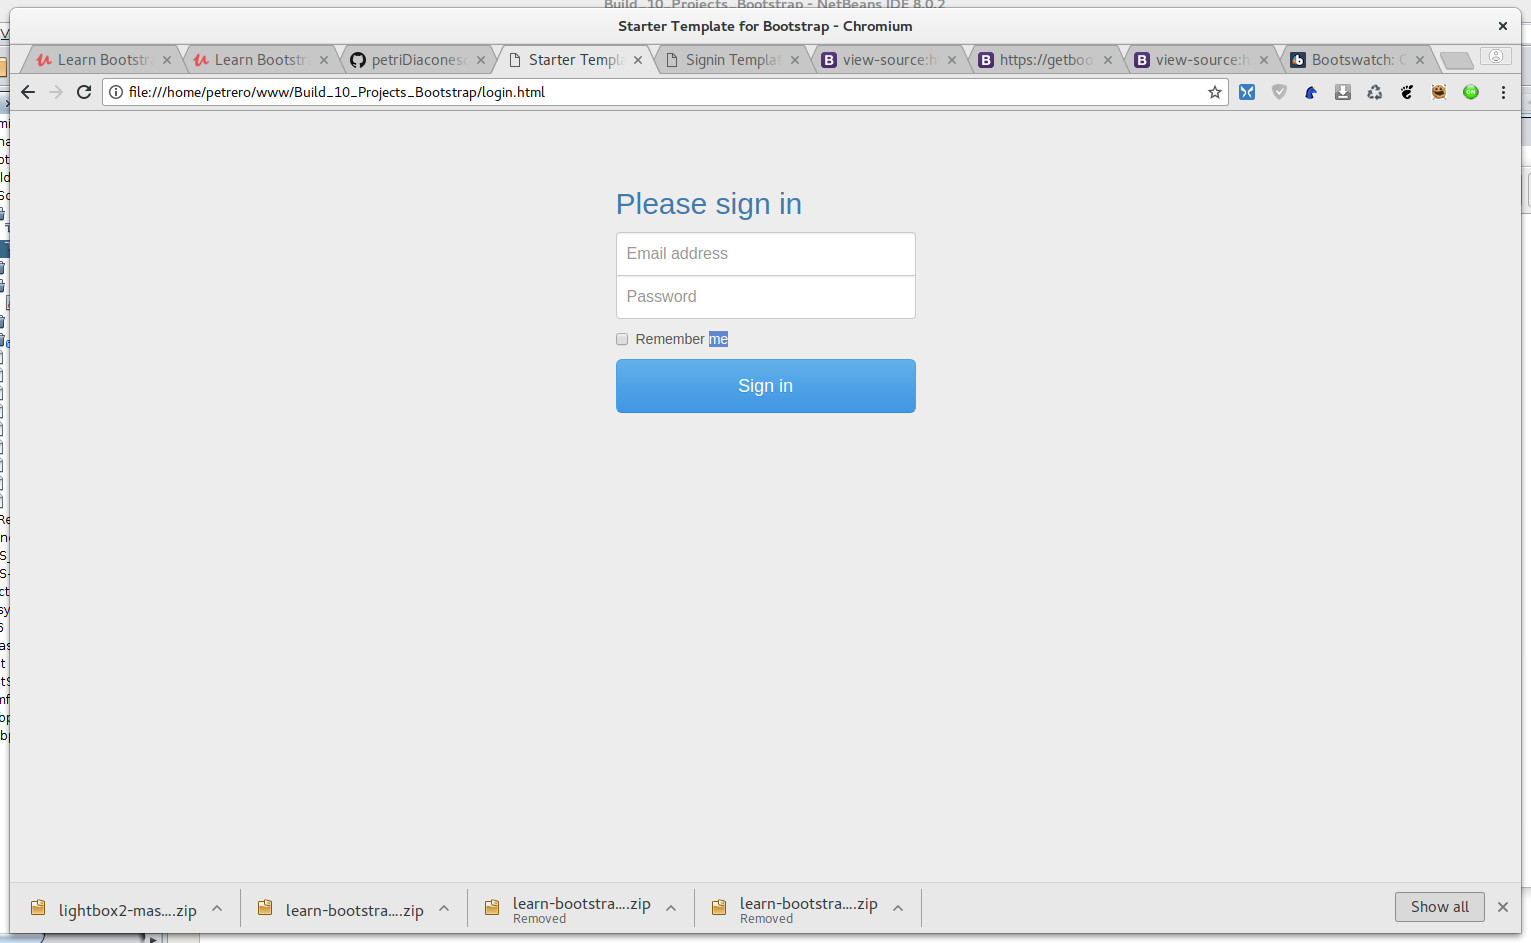 Build_10_Projects_Bootstrap - NetBeans IDE 8.0.2
Starter Template for Bootstrap - Chromium
Learn Bootstr
Learn Bootstr
petriDiacones
Starter Templ
Signin Templa
view-source:h
https://getboo
view-source:h
Bootswatch:
file:///home/petrero/www/Build_10_Projects_Bootstrap/login.html
Please sign in
Email address
Password
Remember me
Sign in
lightbox2-mas....zip
learn-bootstra....zip
learn-bootstra....zip
Removed
learn-bootstra....zip
Removed
Show all